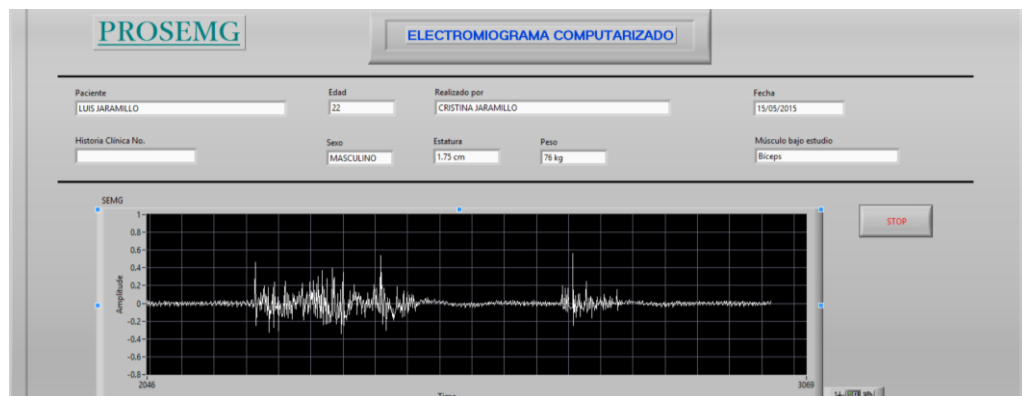 PROSEMG
ELECTROMIOGRAMA COMPUTARIZADO
Paciente
Edad
Realizado por
Fecha
LUIS JARAMILLO
22
CRISTINA JARAMILLO
15/05/2015
Historia Clínica No.
Sexo
Estatura
Peso
Músculo bajo estudio
MASCULINO
1.75 cm
76 kg
Bíceps
SEMG
STOP
1
0.8
0.6
0.4
0.2
0
-0.2
-0.4
-0.6
-0.8
Amplitude
2046
3069
Time